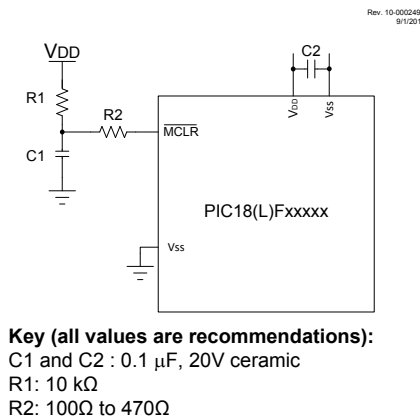 Rev. 10-000249
9/1/201
VDD
C2
R1
R2
VDD
Vss
MCLR
C1
PIC18(L)Fxxxxx
Vss
Key (all values are recommendations):
C1 and C2 : 0.1 μF, 20V ceramic
R1: 10 kΩ
R2: 100Ω to 470Ω